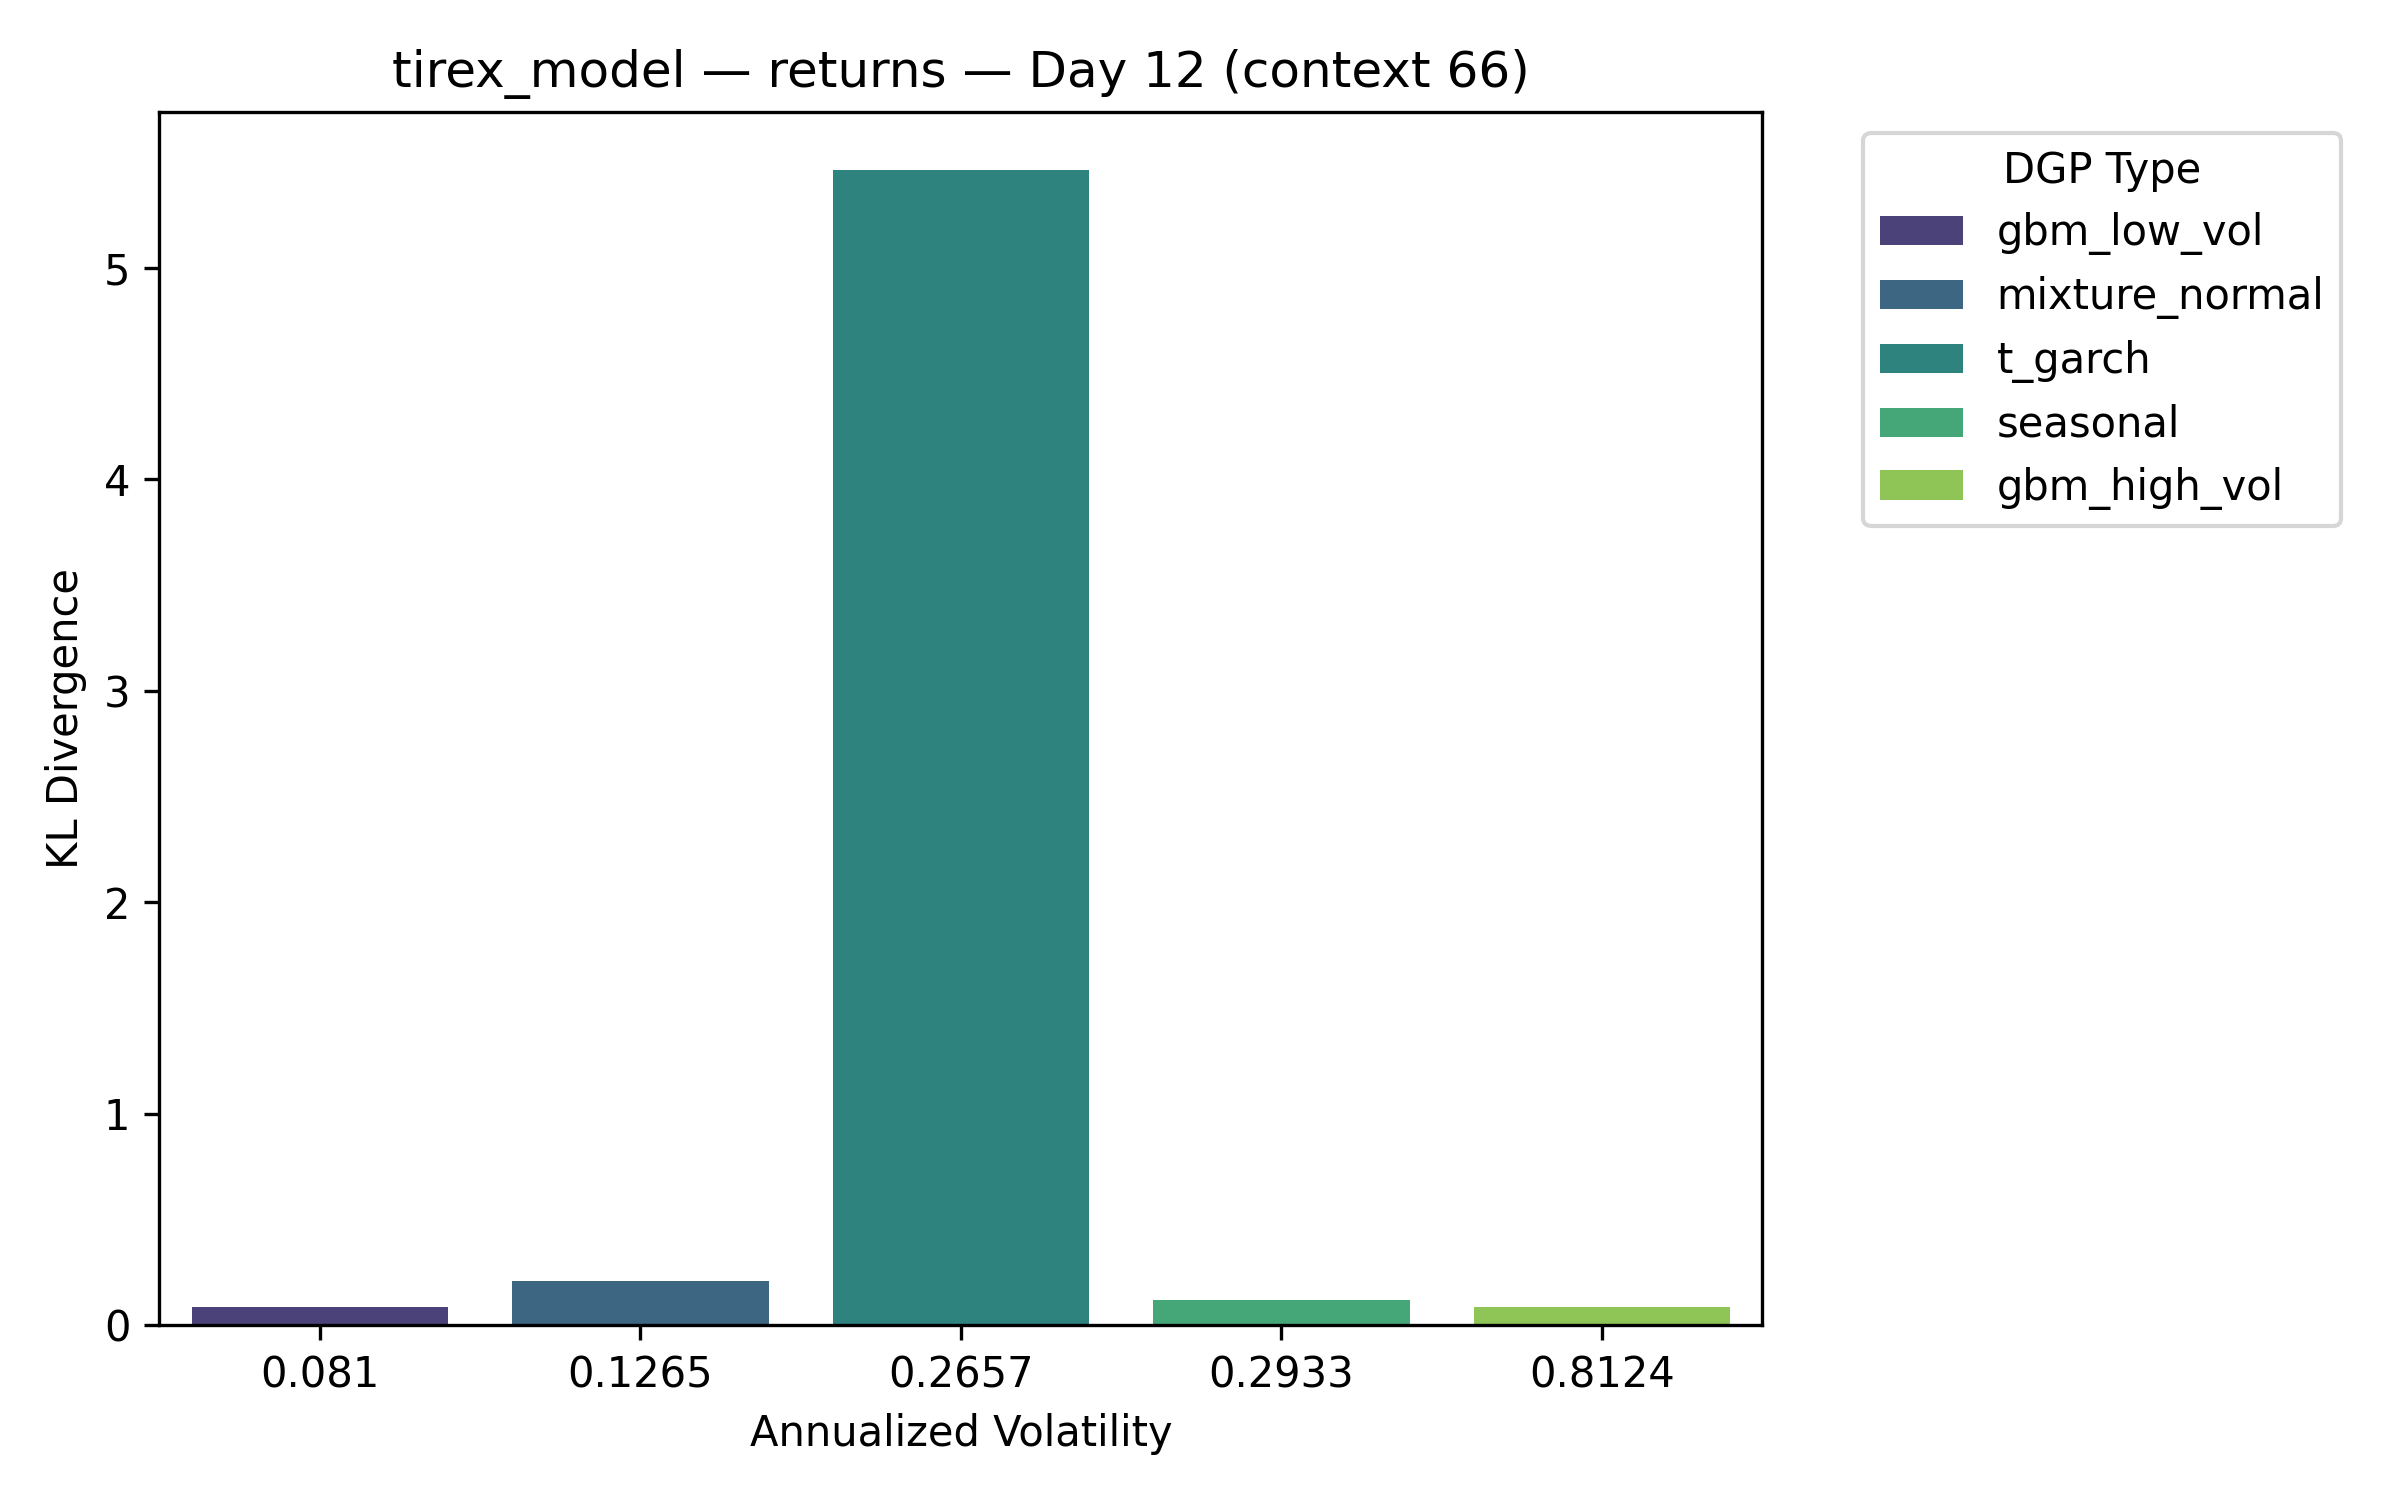 tirex_model — returns — Day 12 (context 66)
KL Divergence
5
4
3
2
1
0
0.081
0.1265
0.2657
0.2933
0.8124
Annualized Volatility
DGP Type
gbm_low_vol
mixture_normal
t_garch
seasonal
gbm_high_vol